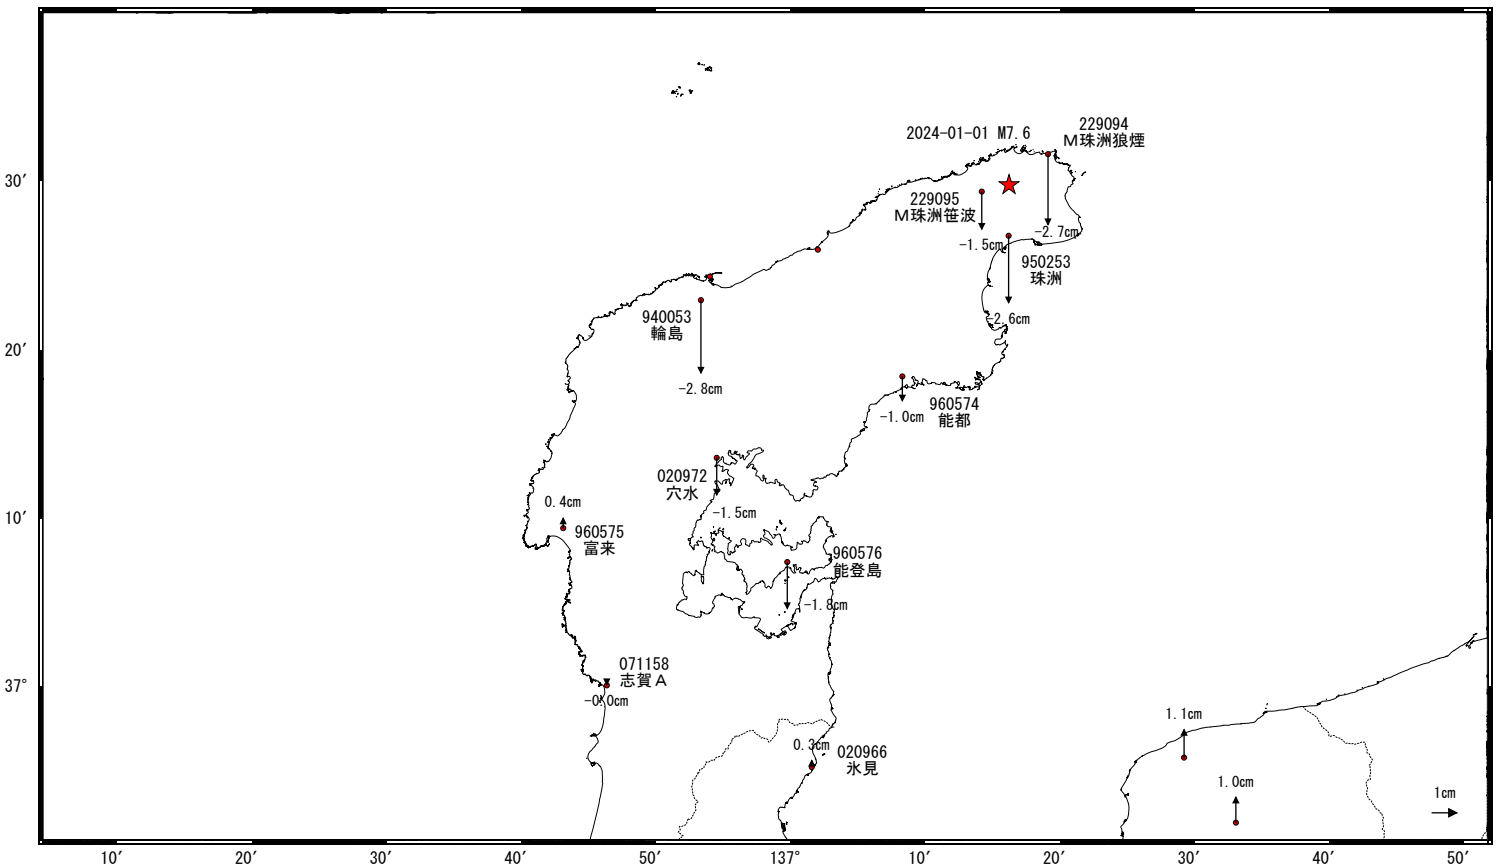 2024-01-01 M7.6
229094
M珠洲狼煙
30′
229095
M珠洲笹波
-1.5cm
-2.7cm
950253
珠洲
-2.6cm
940053
輪島
-2.8cm
20′
960574
能都
-1.0cm
020972
穴水
-1.5cm
0.4cm
960575
富来
10′
960576
能登島
-1.8cm
071158
志賀A
-0.0cm
37°
1.1cm
0.3cm
020966
氷見
1.0cm
1cm
10′ 20′ 30′ 40′ 50′ 137° 10′ 20′ 30′ 40′ 50′